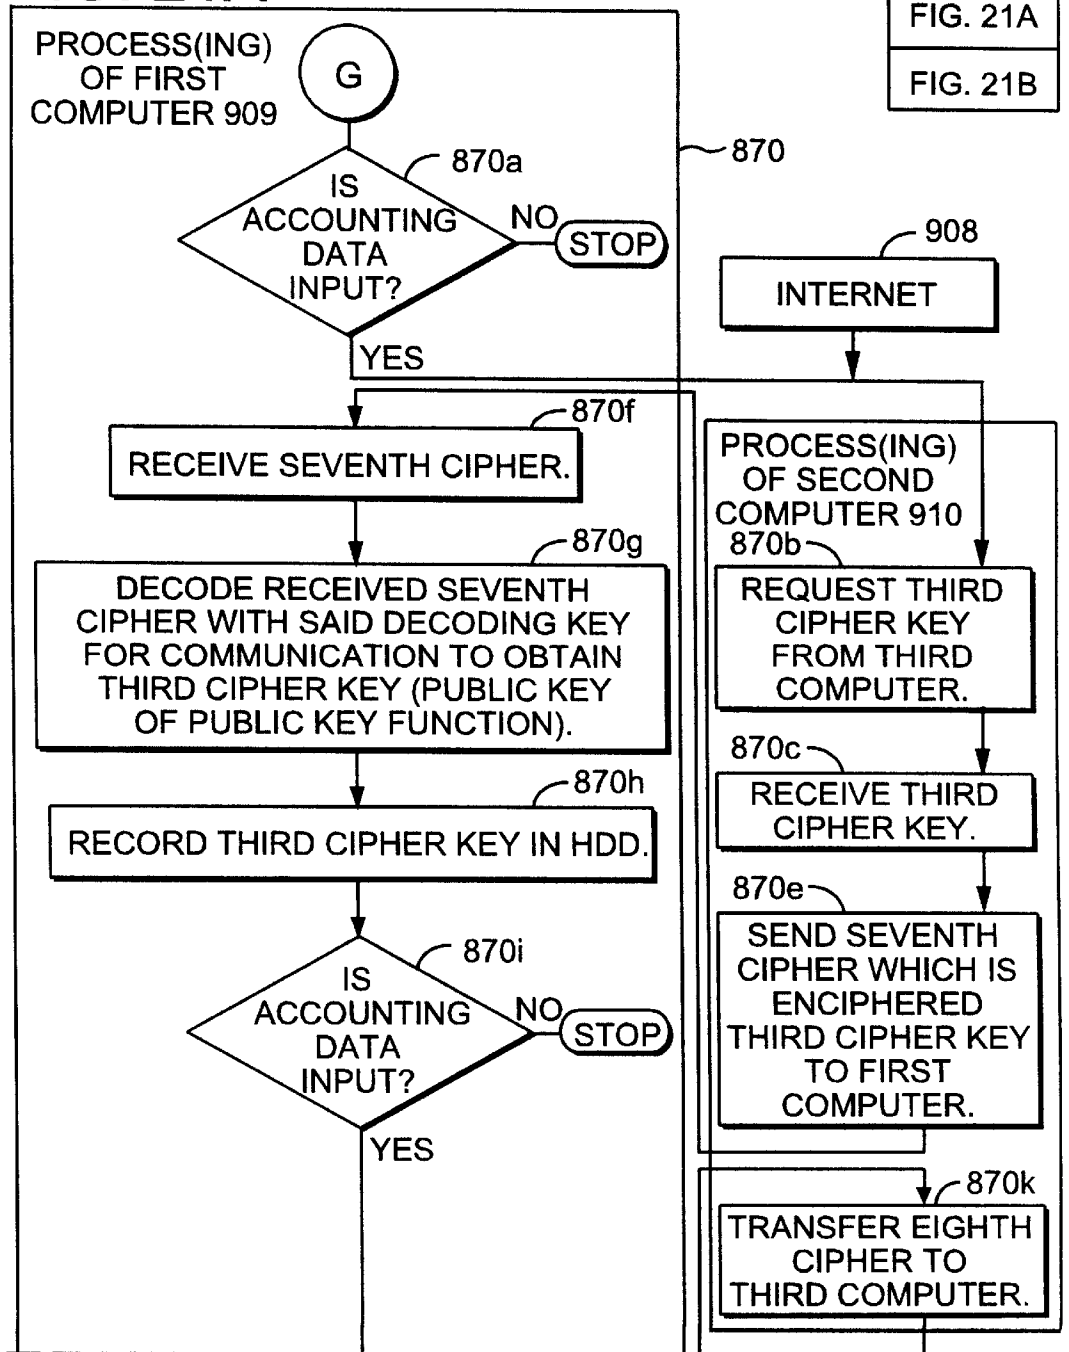 FIG. 21A
FIG. 21B
PROCESS(ING)
OF FIRST
COMPUTER 909
G
870
870a
IS
ACCOUNTING
DATA
INPUT?
NO
STOP
YES
908
INTERNET
870f
RECEIVE SEVENTH CIPHER.
870g
DECODE RECEIVED SEVENTH
CIPHER WITH SAID DECODING KEY
FOR COMMUNICATION TO OBTAIN
THIRD CIPHER KEY (PUBLIC KEY
OF PUBLIC KEY FUNCTION).
870h
RECORD THIRD CIPHER KEY IN HDD.
870i
IS
ACCOUNTING
DATA
INPUT?
NO
STOP
YES
PROCESS(ING)
OF SECOND
COMPUTER 910
870b
REQUEST THIRD
CIPHER KEY
FROM THIRD
COMPUTER.
870c
RECEIVE THIRD
CIPHER KEY.
870e
SEND SEVENTH
CIPHER WHICH IS
ENCIPHERED
THIRD CIPHER KEY
TO FIRST
COMPUTER.
870k
TRANSFER EIGHTH
CIPHER TO
THIRD COMPUTER.